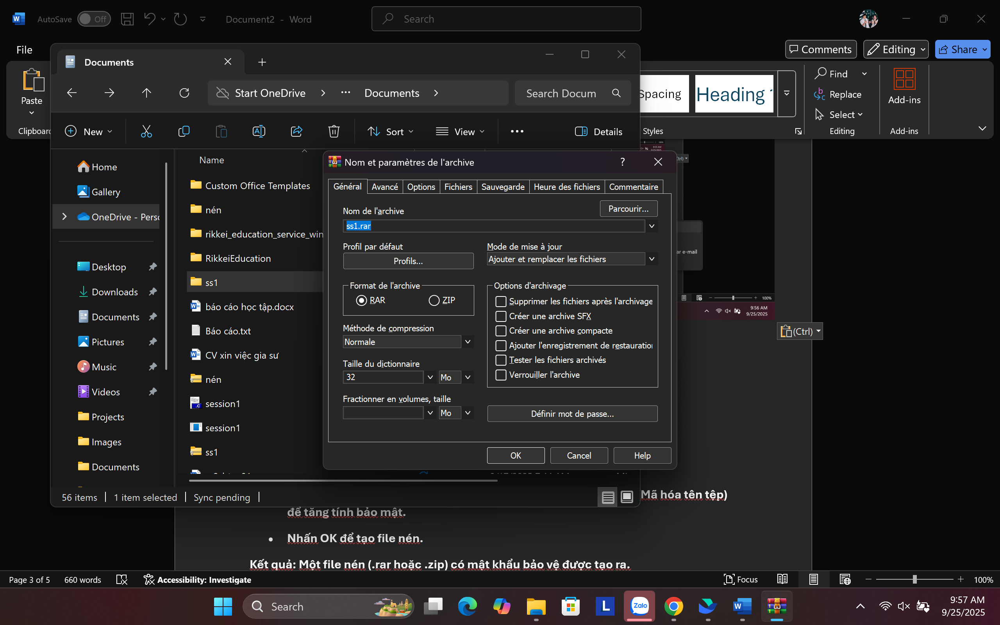 AutoSave Off Document2 - Word Search
File Comments Editing Share
Paste
Clipboard
Spacing Heading 1
Styles
Find
Replace
Select
Editing
Add-ins
Add-ins
Documents
Start OneDrive > ... Documents > Search Docum
New Sort View Details
Home
Gallery
OneDrive - Perso
Desktop
Downloads
Documents
Pictures
Music
Videos
Projects
Images
Documents
Name
Custom Office Templates
nén
rikkei_education_service_win
RikkeiEducation
ss1
báo cáo học tập.docx
Báo cáo.txt
CV xin việc gia sư
nén
session1
session1
ss1
56 items 1 item selected Sync pending
Nom et paramètres de l'archive ?
Général Avancé Options Fichiers Sauvegarde Heure des fichiers Commentaire
Nom de l'archive Parcourir...
ss1.rar
Profil par défaut Mode de mise à jour
Profils... Ajouter et remplacer les fichiers
Format de l'archive
RAR ZIP
Méthode de compression
Normale
Taille du dictionnaire
32 Mo
Fractionner en volumes, taille
Mo
Options d'archivage
Supprimer les fichiers après l'archivage
Créer une archive SFX
Créer une archive compacte
Ajouter l'enregistrement de restauration
Tester les fichiers archivés
Verrouiller l'archive
Définir mot de passe...
OK Cancel Help
ar e-mail
100%
9:56 AM
9/25/2025
(Ctrl)
Mã hóa tên tệp)
để tăng tính bảo mật.
• Nhấn OK để tạo file nén.
Kết quả: Một file nén (.rar hoặc .zip) có mật khẩu bảo vệ được tạo ra.
Page 3 of 5 660 words Accessibility: Investigate Focus 100%
Search Zalo
9:57 AM
9/25/2025